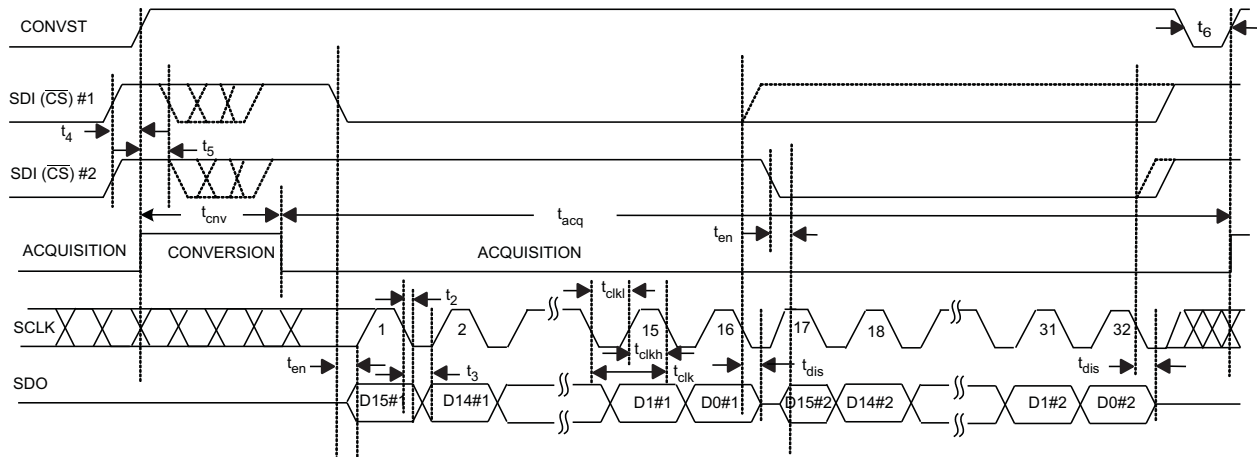 CONVST
t6
SDI (CS) #1
t4
t5
SDI (CS) #2
tcnv
tacq
ten
ACQUISITION
CONVERSION
ACQUISITION
t2
tclkl
SCLK
1
2
15
16
17
18
31
32
tclkh
ten
t3
tclk
tdis
tdis
SDO
D15#1
D14#1
D1#1
D0#1
D15#2
D14#2
D1#2
D0#2